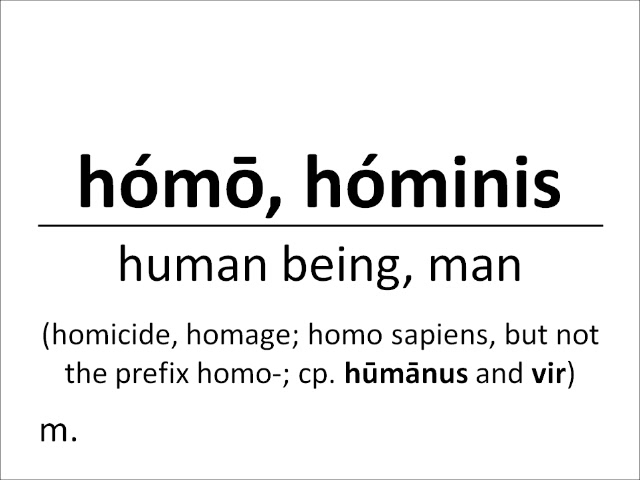 hómō, hóminis
human being, man
(homicide, homage; homo sapiens, but not
the prefix homo-; cp. hūmānus and vir)
m.